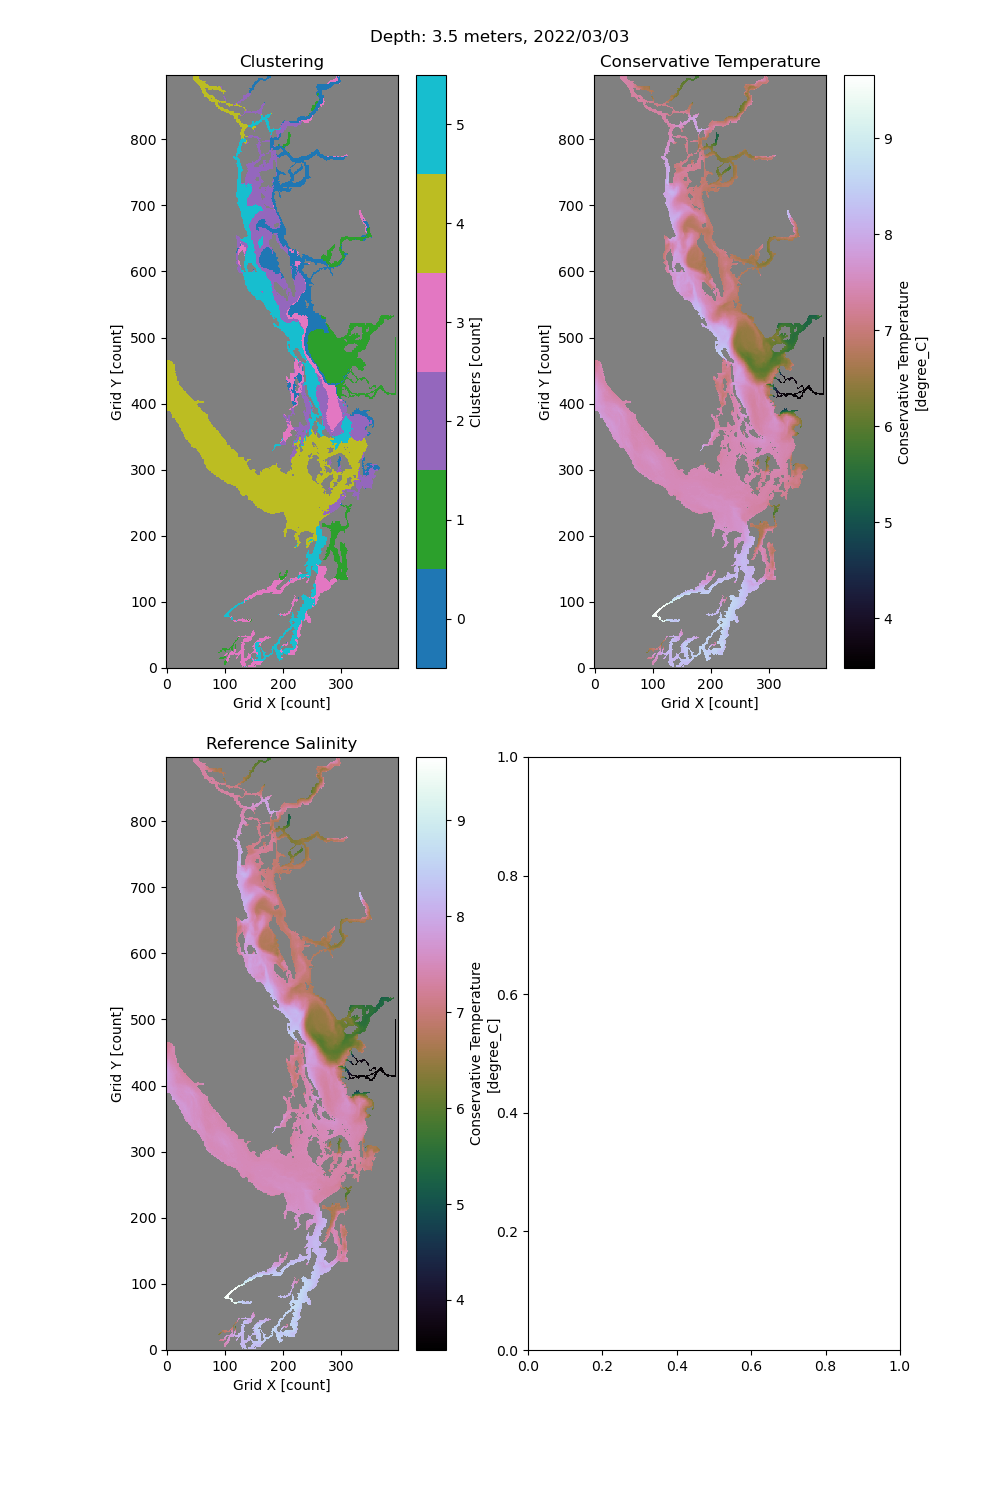 Depth: 3.5 meters, 2022/03/03
Clustering
Conservative Temperature
800
700
600
500
400
300
200
100
0
Grid Y [count]
0 100 200 300
Grid X [count]
5
4
3
2
1
0
Clusters [count]
800
700
600
500
400
300
200
100
0
Grid Y [count]
0 100 200 300
Grid X [count]
9
8
7
6
5
4
Conservative Temperature
[degree_C]
Reference Salinity
800
700
600
500
400
300
200
100
0
Grid Y [count]
0 100 200 300
Grid X [count]
9
8
7
6
5
4
Conservative Temperature
[degree_C]
1.0
0.8
0.6
0.4
0.2
0.0
0.0 0.2 0.4 0.6 0.8 1.0